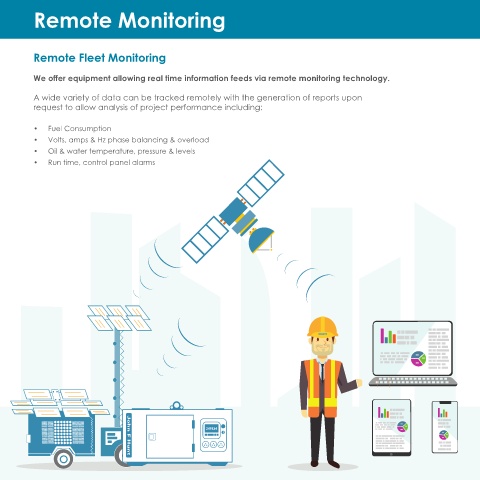 Remote Monitoring
Remote Fleet Monitoring
We offer equipment allowing real time information feeds via remote monitoring technology.
A wide variety of data can be tracked remotely with the generation of reports upon
request to allow analysis of project performance including:
• Fuel Consumption
• Volts, amps & Hz phase balancing & overload
• Oil & water temperature, pressure & levels
• Run time, control panel alarms